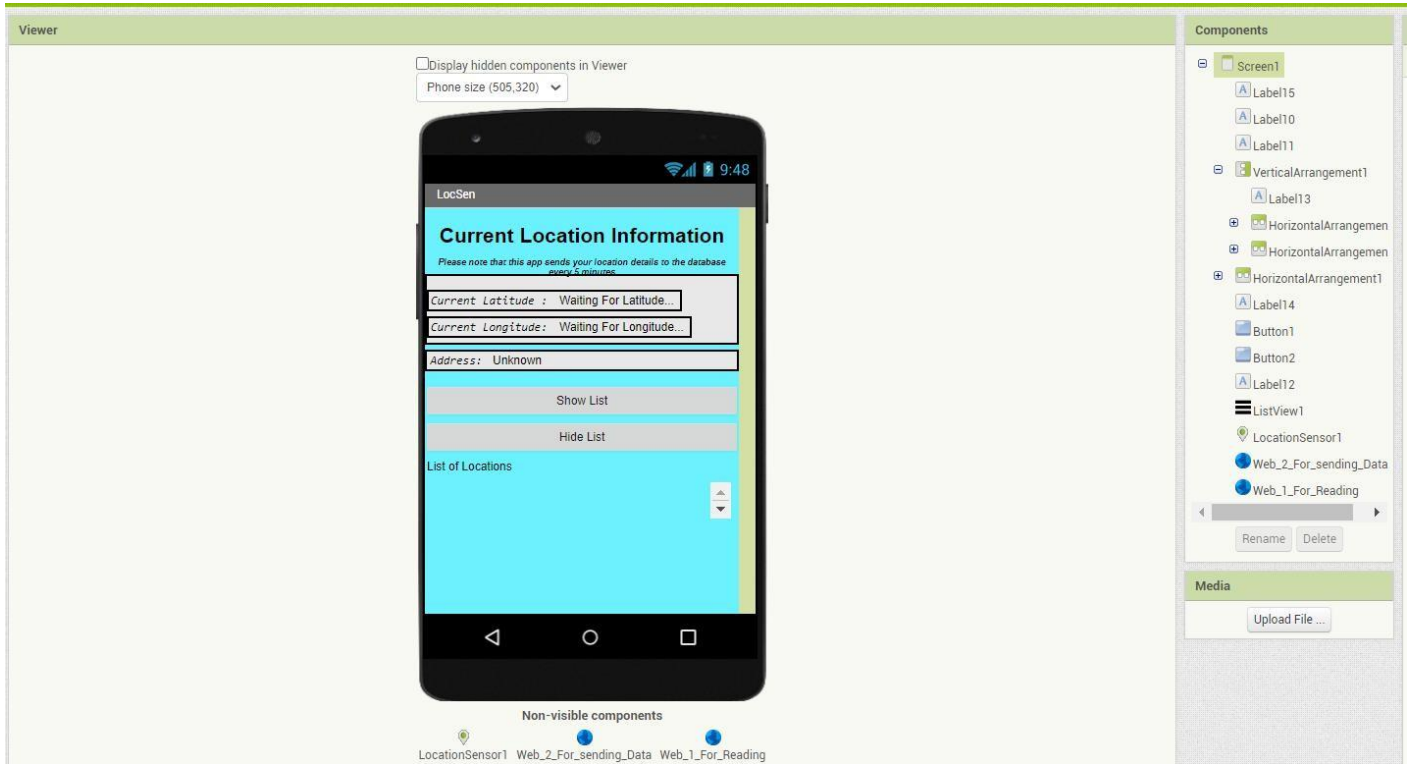 Viewer
Display hidden components in Viewer
Phone size (505,320)
9:48
LocSen
Current Location Information
Please note that this app sends your location details to the database
every 5 minutes
Current Latitude : Waiting For Latitude...
Current Longitude: Waiting For Longitude...
Address: Unknown
Show List
Hide List
List of Locations
Non-visible components
LocationSensor1 Web_2_For_sending_Data Web_1_For_Reading
Components
Screen1
A Label15
A Label10
A Label11
VerticalArrangement1
A Label13
HorizontalArrangemen
HorizontalArrangemen
HorizontalArrangement1
A Label14
Button1
Button2
A Label12
ListView1
LocationSensor1
Web_2_For_sending_Data
Web_1_For_Reading
Rename Delete
Media
Upload File ...